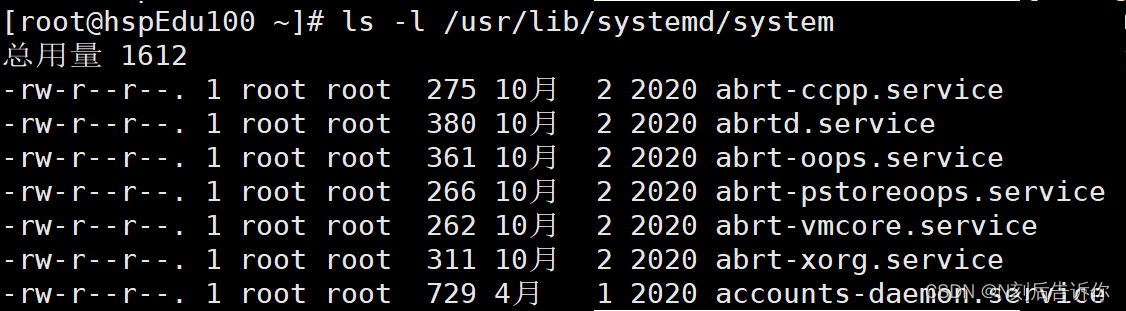 [root@hspEdu100 ~]# ls -l /usr/lib/systemd/system
总用量 1612
-rw-r--r--. 1 root root  275 10月   2 2020 abrt-ccpp.service
-rw-r--r--. 1 root root  380 10月   2 2020 abrtd.service
-rw-r--r--. 1 root root  361 10月   2 2020 abrt-oops.service
-rw-r--r--. 1 root root  266 10月   2 2020 abrt-pstoreoops.service
-rw-r--r--. 1 root root  262 10月   2 2020 abrt-vmcore.service
-rw-r--r--. 1 root root  311 10月   2 2020 abrt-xorg.service
-rw-r--r--. 1 root root  729 4月    1 2020 accounts-daemon.service
CSDN @N刻后告诉你